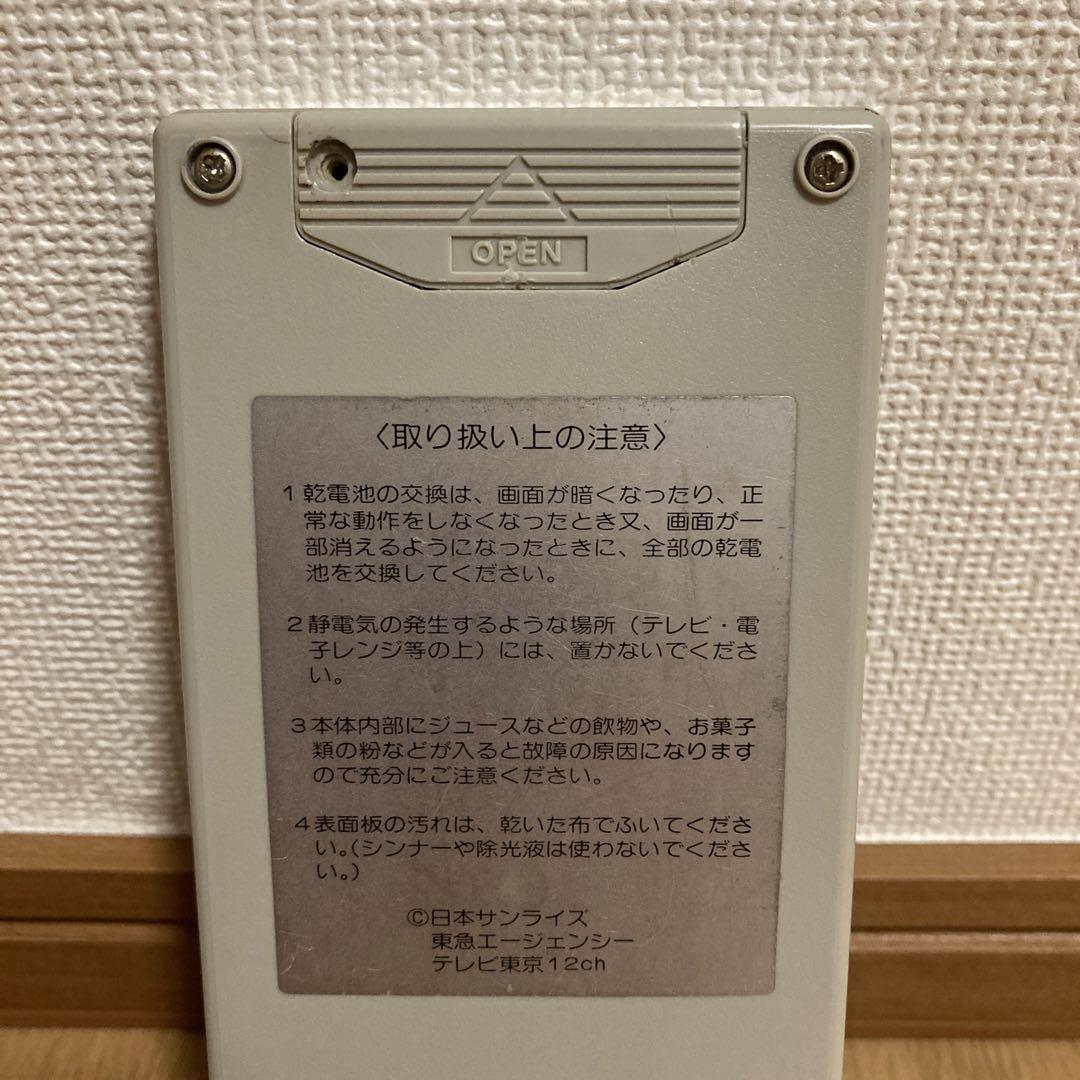 OPEN
〈取り扱い上の注意〉
1乾電池の交換は、画面が暗くなったり、正
常な動作をしなくなったとき又、画面が一
部消えるようになったときに、全部の乾電
池を交換してください。
2静電気の発生するような場所(テレビ・電
子レンジ等の上)には、置かないでくださ
い。
3本体内部にジュースなどの飲物や、お菓子
類の粉などが入ると故障の原因になります
ので充分にご注意ください。
4表面板の汚れは、乾いた布でふいてくださ
い。(シンナーや除光液は使わないでくださ
い。)
©日本サンライズ
東急エージェンシー
テレビ東京12ch